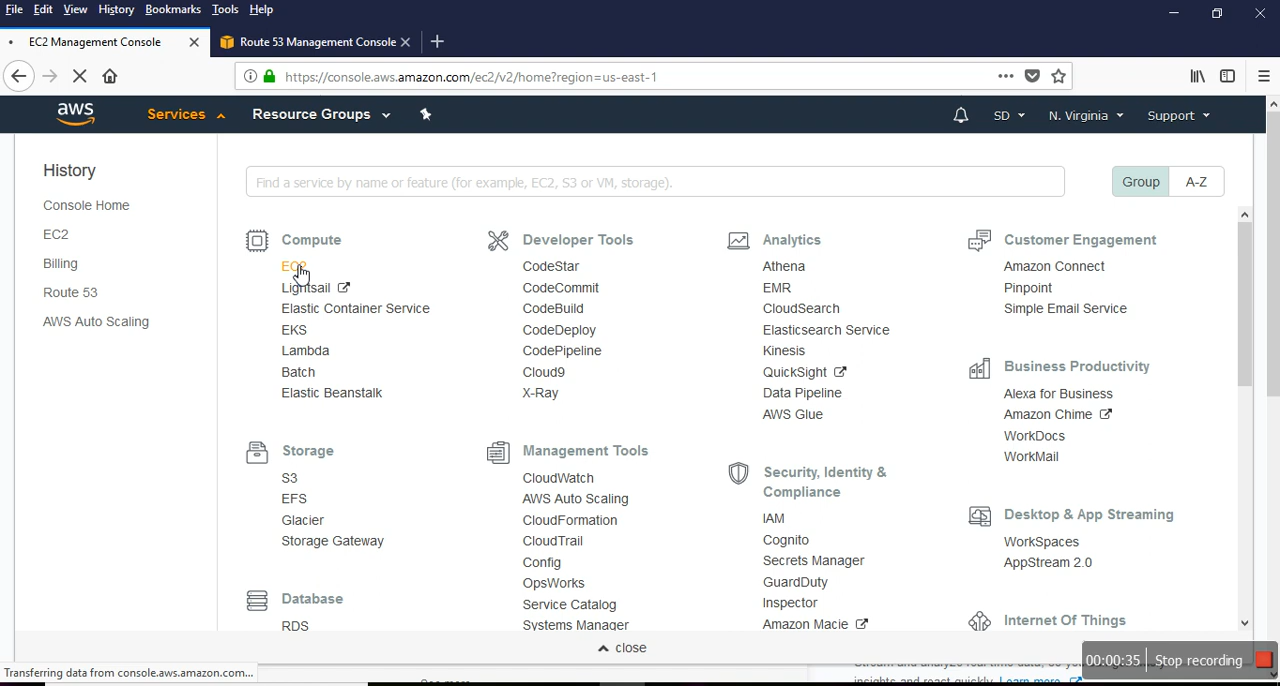 File Edit View History Bookmarks Tools Help
EC2 Management Console
Route 53 Management Console
https://console.aws.amazon.com/ec2/v2/home?region=us-east-1
aws Services Resource Groups SD N. Virginia Support
History
Console Home
EC2
Billing
Route 53
AWS Auto Scaling
Find a service by name or feature (for example, EC2, S3 or VM, storage).
Group A-Z
Compute
EC2
Lightsail
Elastic Container Service
EKS
Lambda
Batch
Elastic Beanstalk
Storage
S3
EFS
Glacier
Storage Gateway
Database
RDS
Developer Tools
CodeStar
CodeCommit
CodeBuild
CodeDeploy
CodePipeline
Cloud9
X-Ray
Management Tools
CloudWatch
AWS Auto Scaling
CloudFormation
CloudTrail
Config
OpsWorks
Service Catalog
Systems Manager
Analytics
Athena
EMR
CloudSearch
Elasticsearch Service
Kinesis
QuickSight
Data Pipeline
AWS Glue
Security, Identity &
Compliance
IAM
Cognito
Secrets Manager
GuardDuty
Inspector
Amazon Macie
Customer Engagement
Amazon Connect
Pinpoint
Simple Email Service
Business Productivity
Alexa for Business
Amazon Chime
WorkDocs
WorkMail
Desktop & App Streaming
WorkSpaces
AppStream 2.0
Internet Of Things
close
insights and react quickly. Learn more
00:00:35 Stop recording
Transferring data from console.aws.amazon.com...